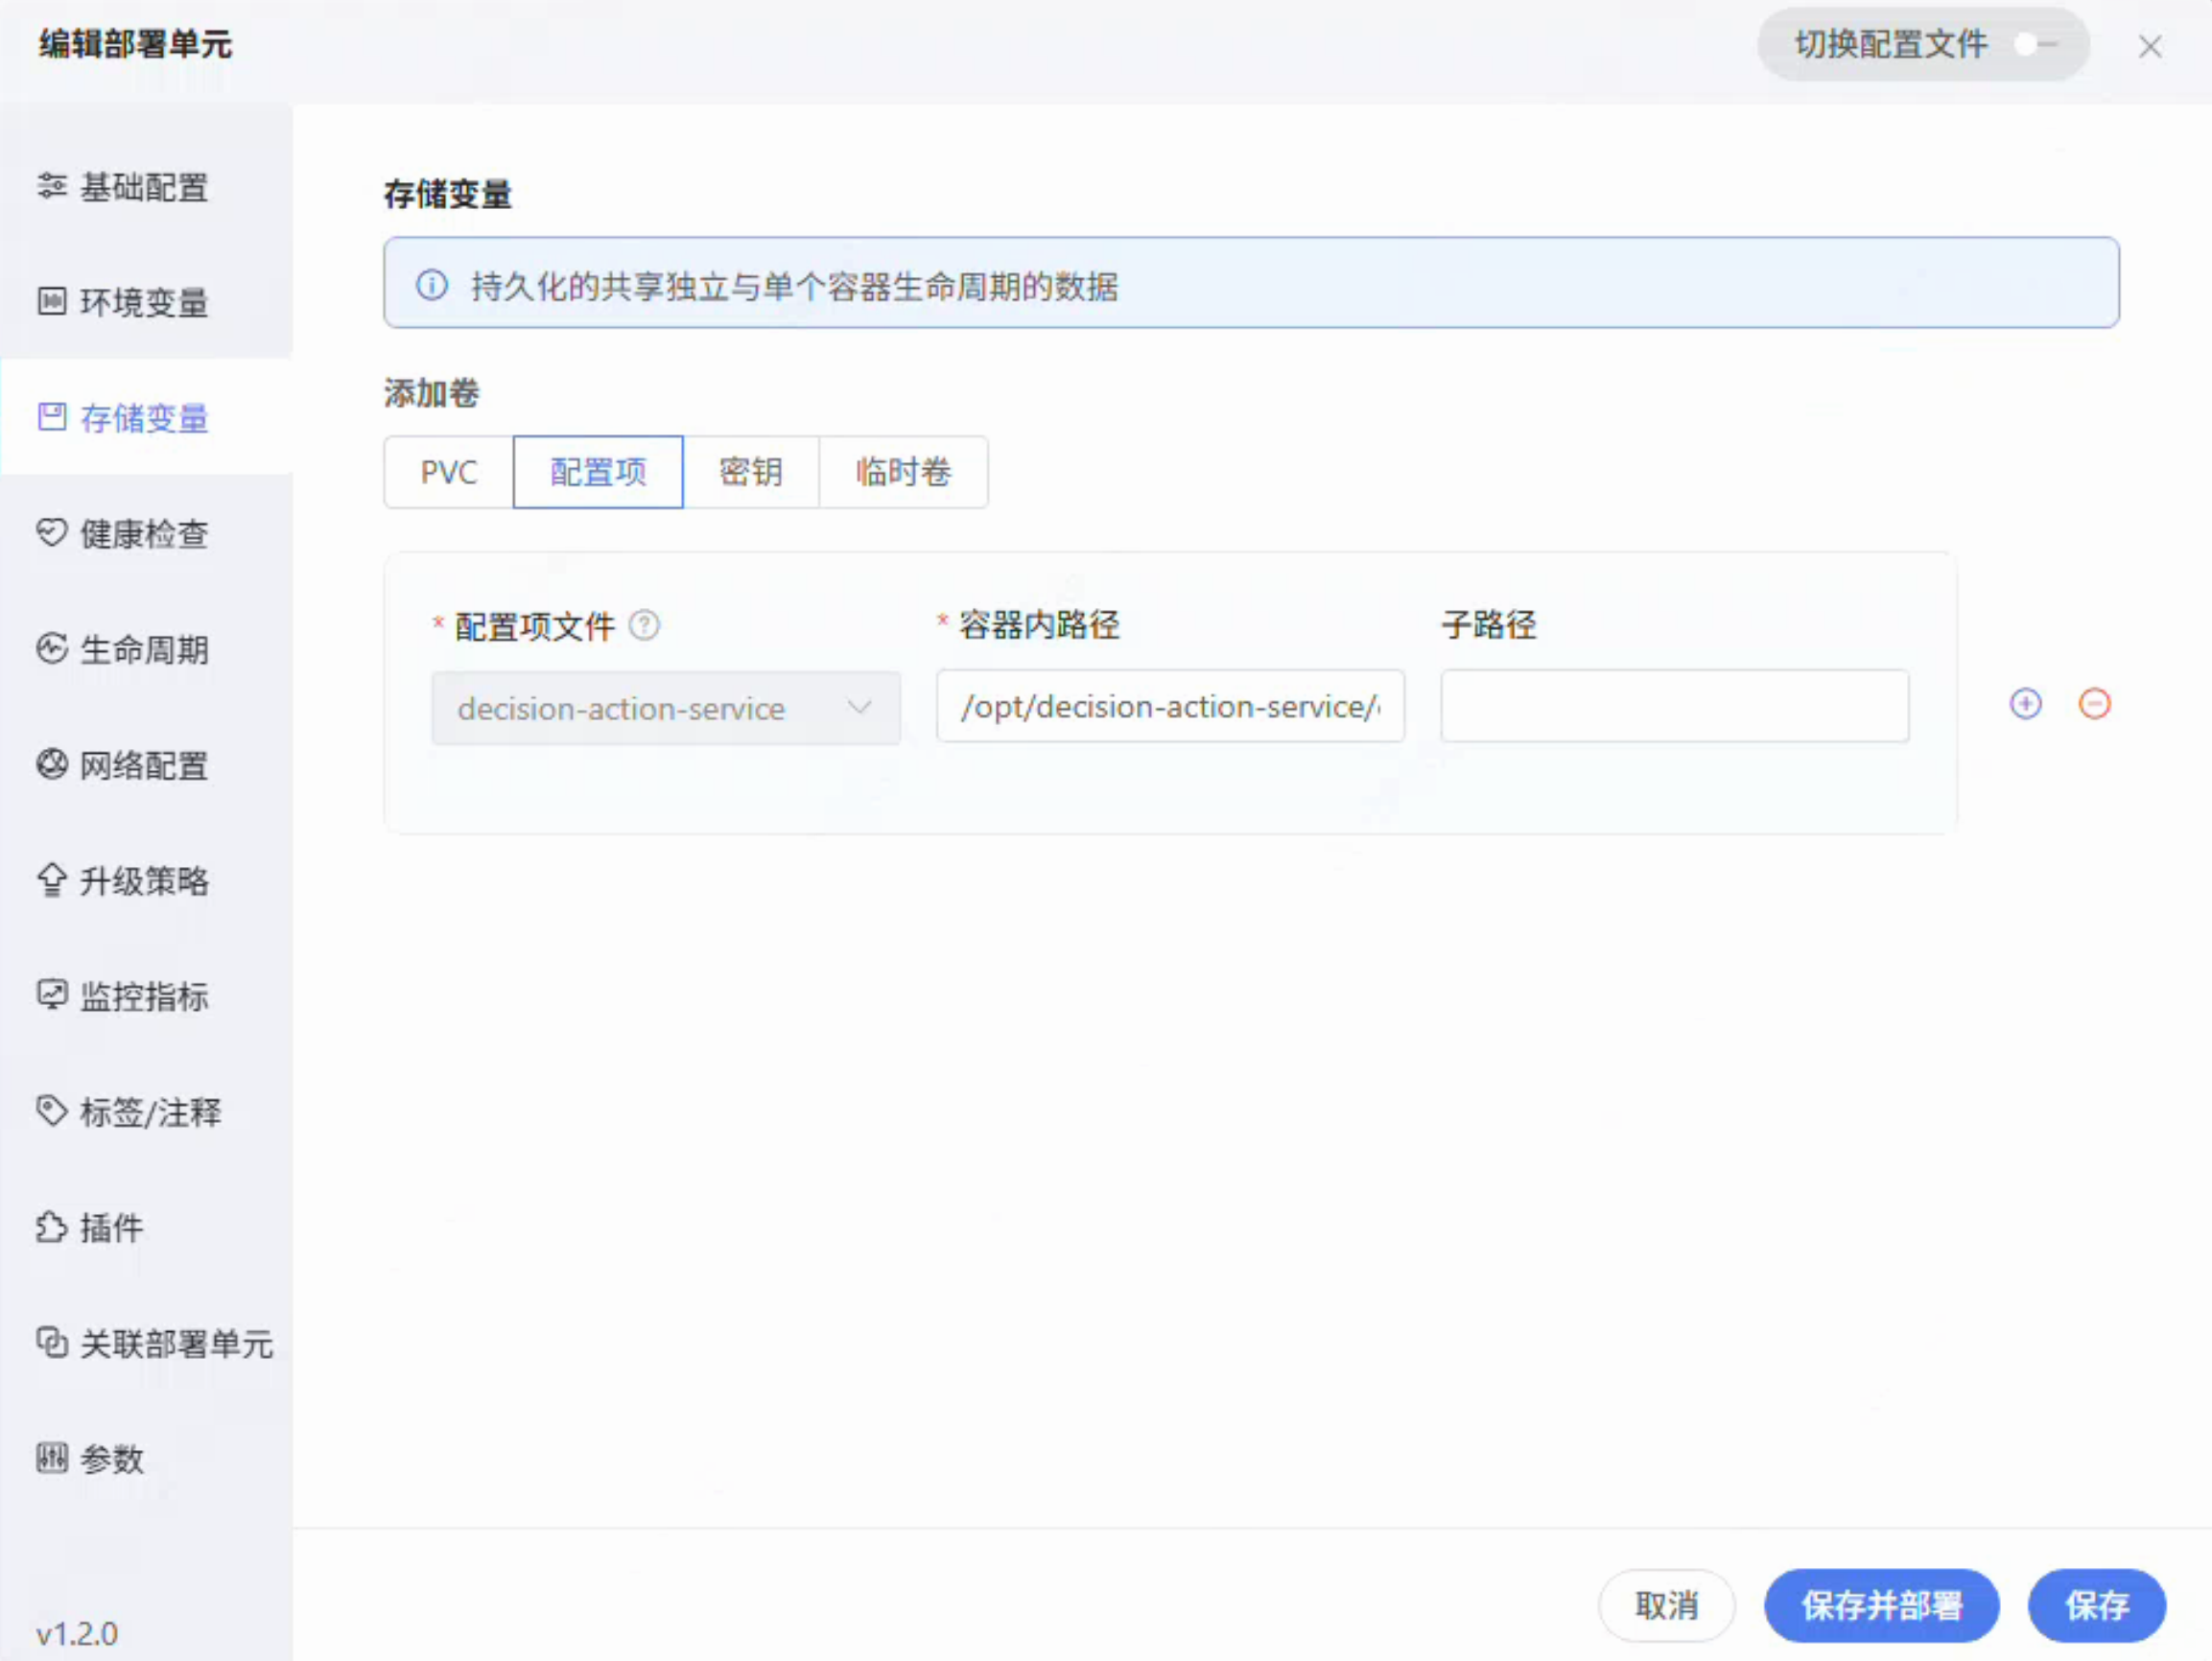 编辑部署单元
切换配置文件
基础配置
环境变量
存储变量
健康检查
生命周期
网络配置
升级策略
监控指标
标签/注释
插件
关联部署单元
参数
v1.2.0
存储变量
持久化的共享独立与单个容器生命周期的数据
添加卷
PVC 配置项 密钥 临时卷
* 配置项文件 * 容器内路径 子路径
decision-action-service /opt/decision-action-service/
取消 保存并部署 保存